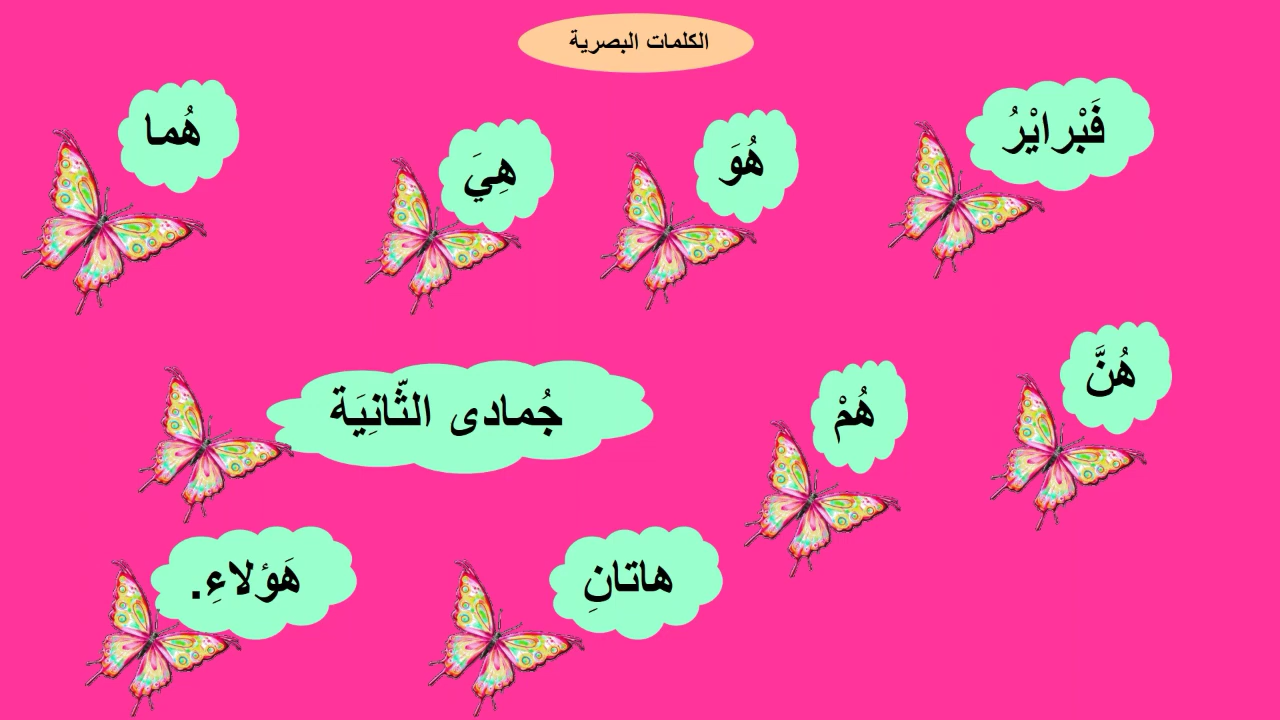 الكلمات البصرية
فَبْرايْرُ
هُوَ
هِيَ
هُما
هُنَّ
هُمْ
جُمادى الثّانِيَة
هاتانِ
هَؤلاءِ.